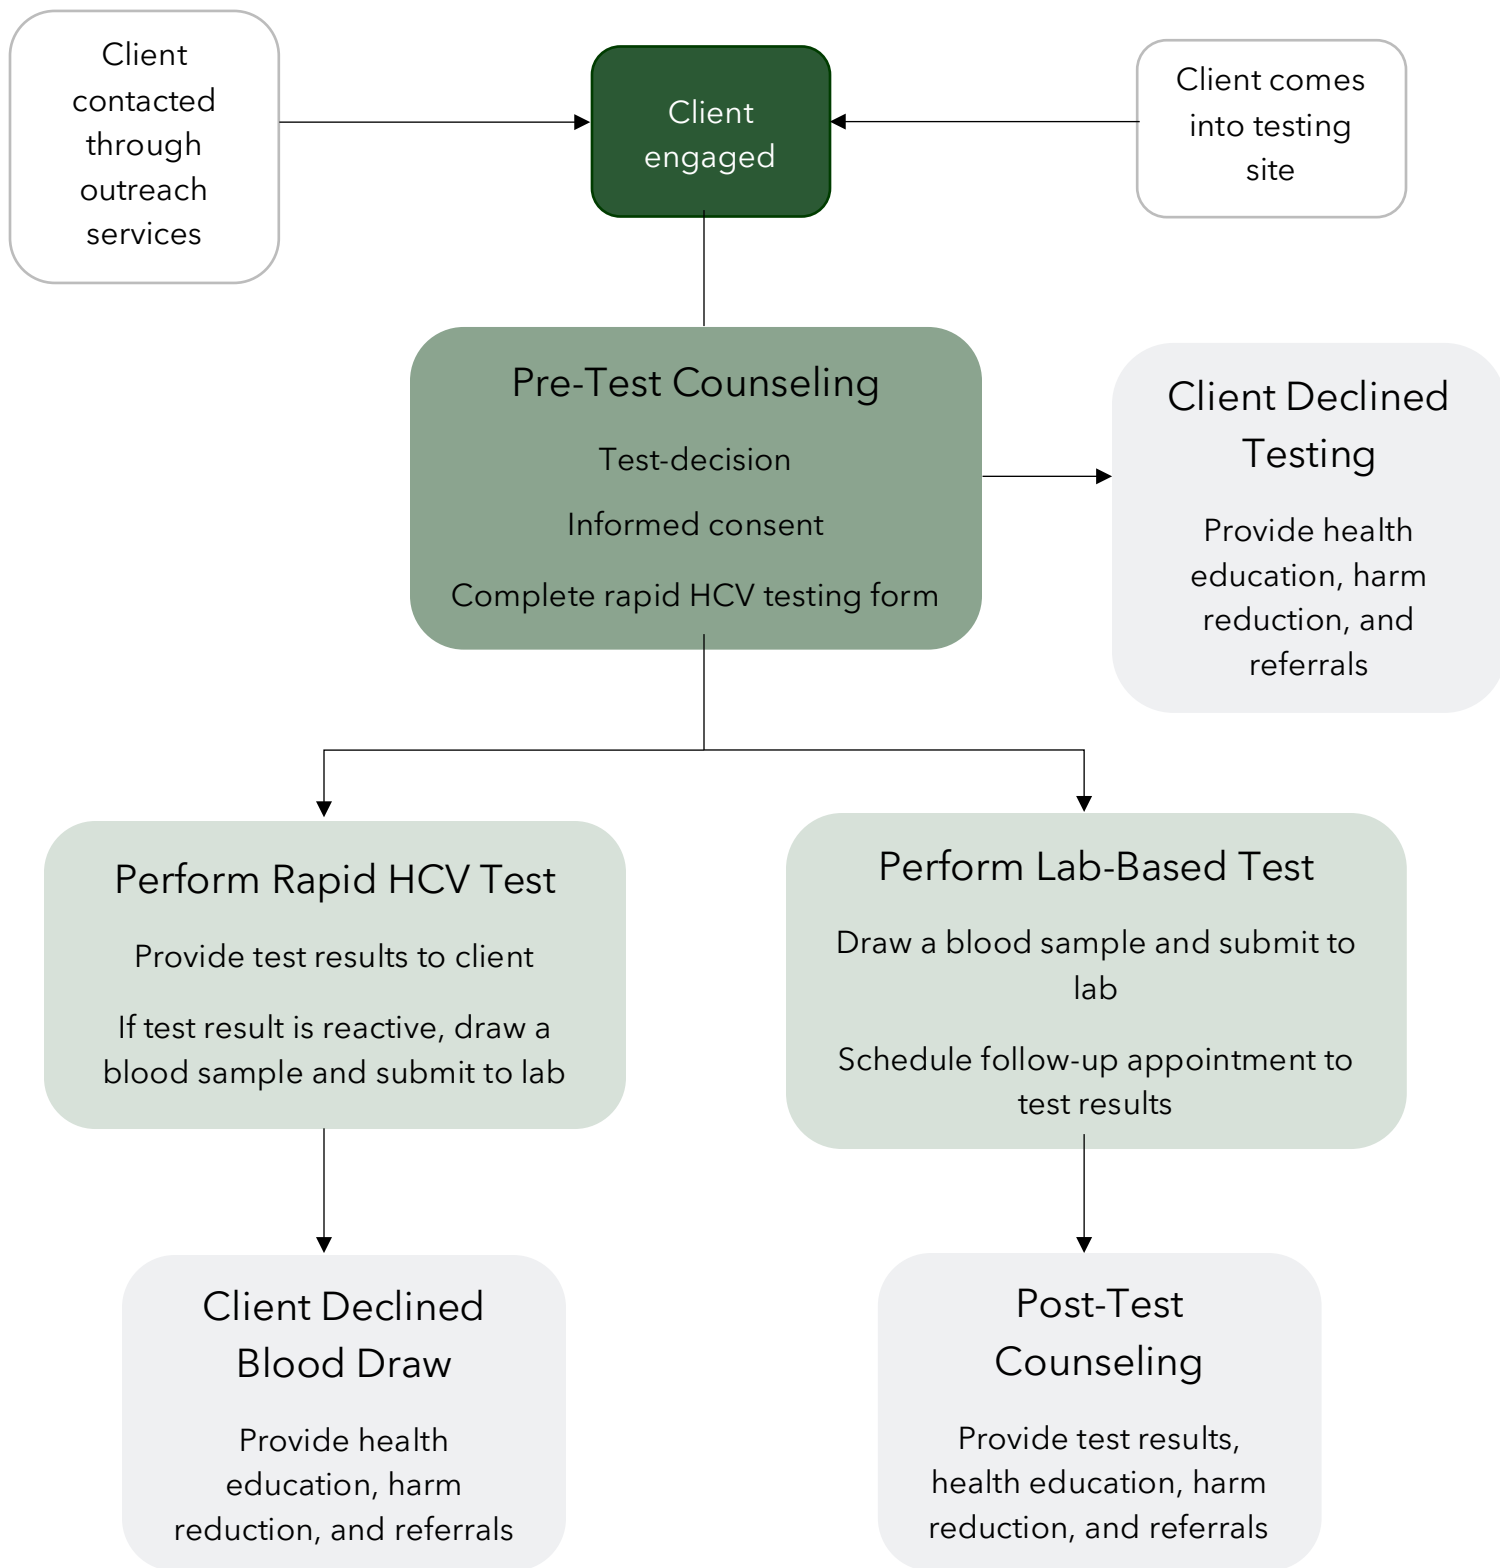 Client
contacted
through
outreach
services
Client
engaged
Client comes
into testing
site
Pre-Test Counseling
Test-decision
Informed consent
Complete rapid HCV testing form
Client Declined
Testing
Provide health
education, harm
reduction, and
referrals
Perform Rapid HCV Test
Provide test results to client
If test result is reactive, draw a
blood sample and submit to lab
Perform Lab-Based Test
Draw a blood sample and submit to
lab
Schedule follow-up appointment to
test results
Client Declined
Blood Draw
Provide health
education, harm
reduction, and referrals
Post-Test
Counseling
Provide test results,
health education, harm
reduction, and referrals